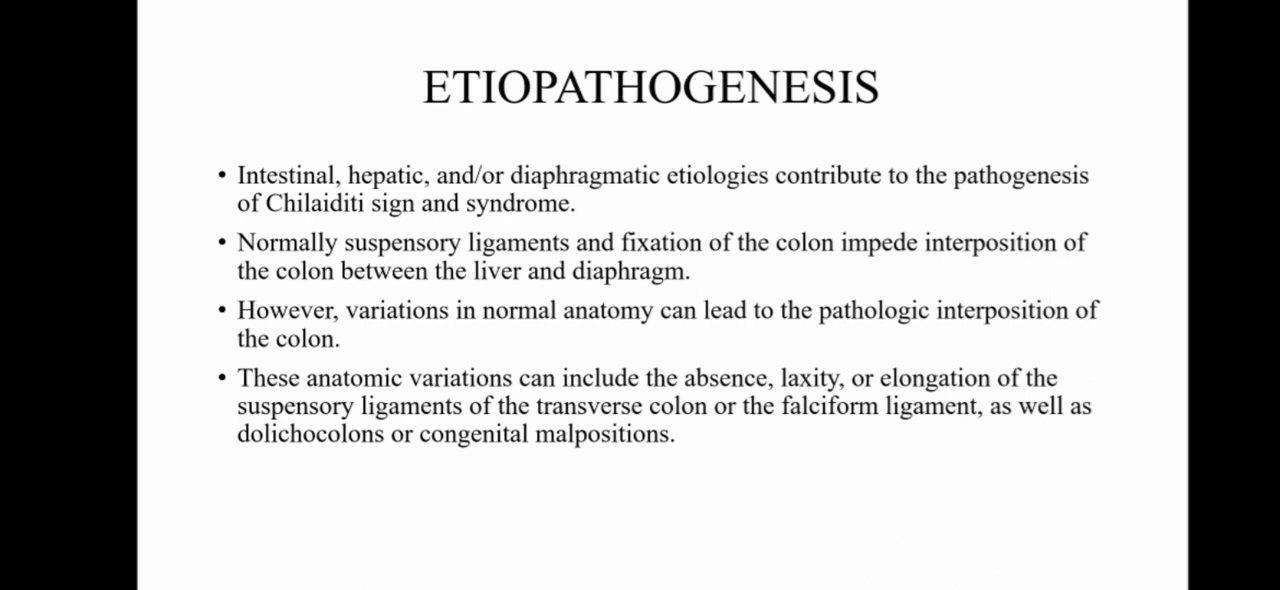 ETIOPATHOGENESIS
• Intestinal, hepatic, and/or diaphragmatic etiologies contribute to the pathogenesis
of Chilaiditi sign and syndrome.
• Normally suspensory ligaments and fixation of the colon impede interposition of
the colon between the liver and diaphragm.
• However, variations in normal anatomy can lead to the pathologic interposition of
the colon.
• These anatomic variations can include the absence, laxity, or elongation of the
suspensory ligaments of the transverse colon or the falciform ligament, as well as
dolichocolons or congenital malpositions.